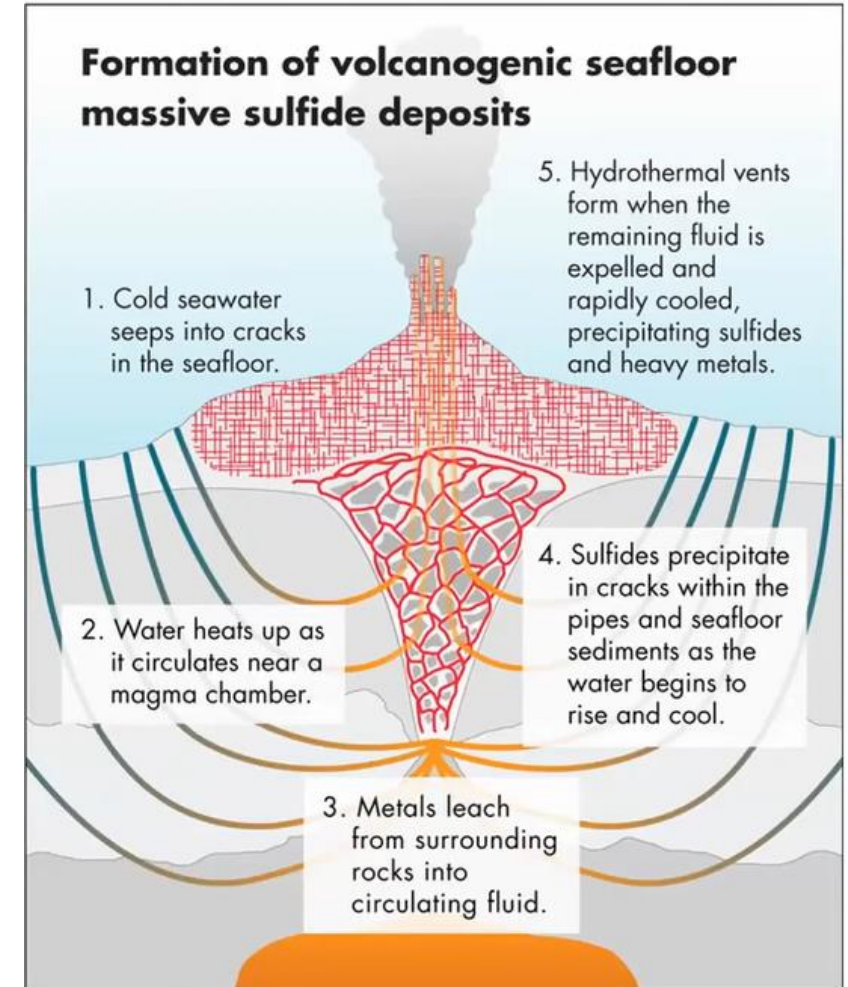 Formation of volcanogenic seafloor
massive sulfide deposits
1. Cold seawater
seeps into cracks
in the seafloor.
2. Water heats up as
it circulates near a
magma chamber.
3. Metals leach
from surrounding
rocks into
circulating fluid.
4. Sulfides precipitate
in cracks within the
pipes and seafloor
sediments as the
water begins to
rise and cool.
5. Hydrothermal vents
form when the
remaining fluid is
expelled and
rapidly cooled,
precipitating sulfides
and heavy metals.